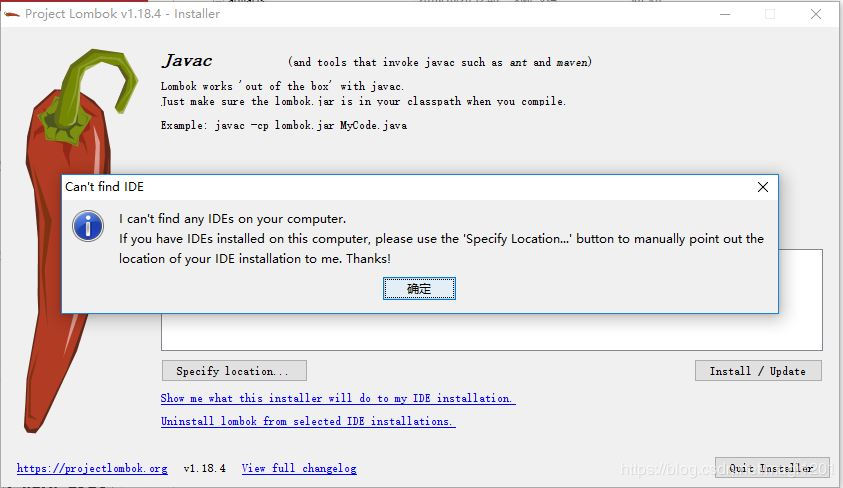 Project Lombok v1.18.4 - Installer
Javac (and tools that invoke javac such as ant and maven)
Lombok works 'out of the box' with javac.
Just make sure the lombok.jar is in your classpath when you compile.
Example: javac -cp lombok.jar MyCode.java
Can't find IDE
I can't find any IDEs on your computer.
If you have IDEs installed on this computer, please use the 'Specify Location...' button to manually point out the
location of your IDE installation to me. Thanks!
确定
Specify location...
Install / Update
Show me what this installer will do to my IDE installation.
Uninstall lombok from selected IDE installations.
https://projectlombok.org v1.18.4 View full changelog
Quit Installer